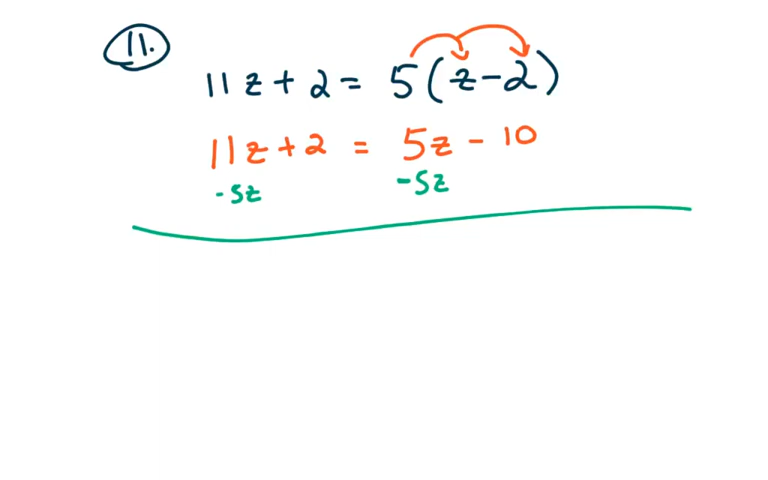 11.
11z + 2 = 5(z - 2)
11z + 2 = 5z - 10
-5z -5z